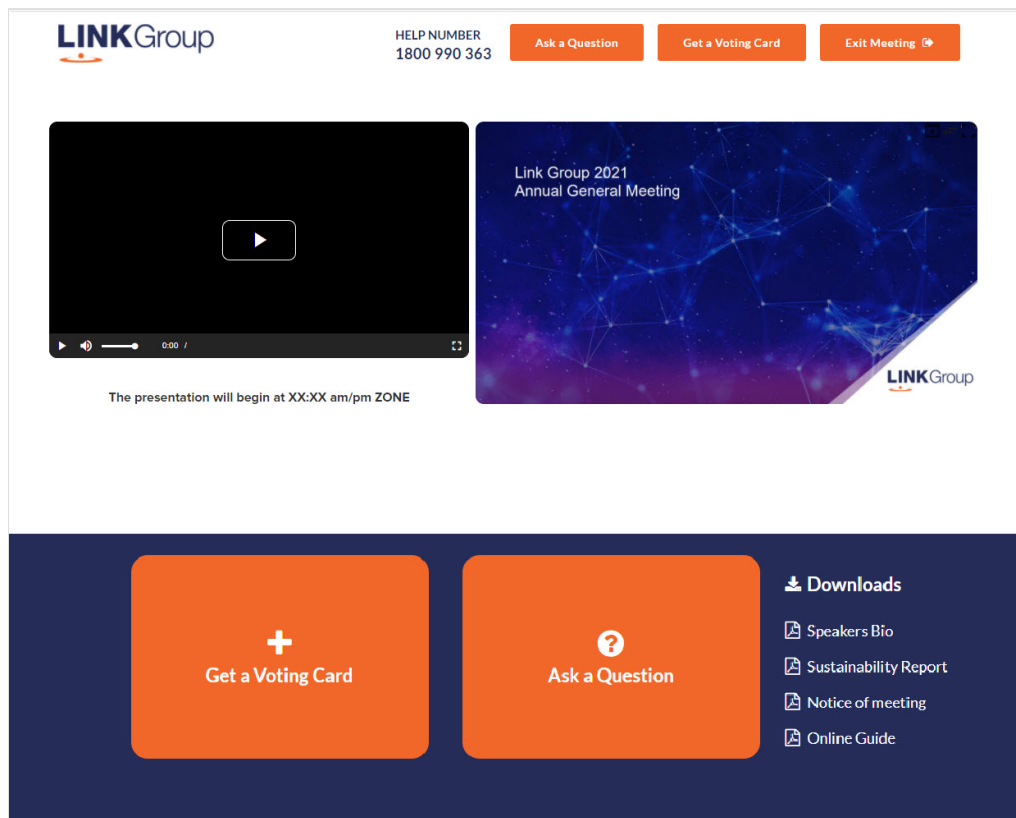 LINKGroup
HELP NUMBER
1800 990 363
Ask a Question
Get a Voting Card
Exit Meeting
Link Group 2021
Annual General Meeting
0:00 /
LINKGroup
The presentation will begin at XX:XX am/pm ZONE
Get a Voting Card
Ask a Question
Downloads
Speakers Bio
Sustainability Report
Notice of meeting
Online Guide